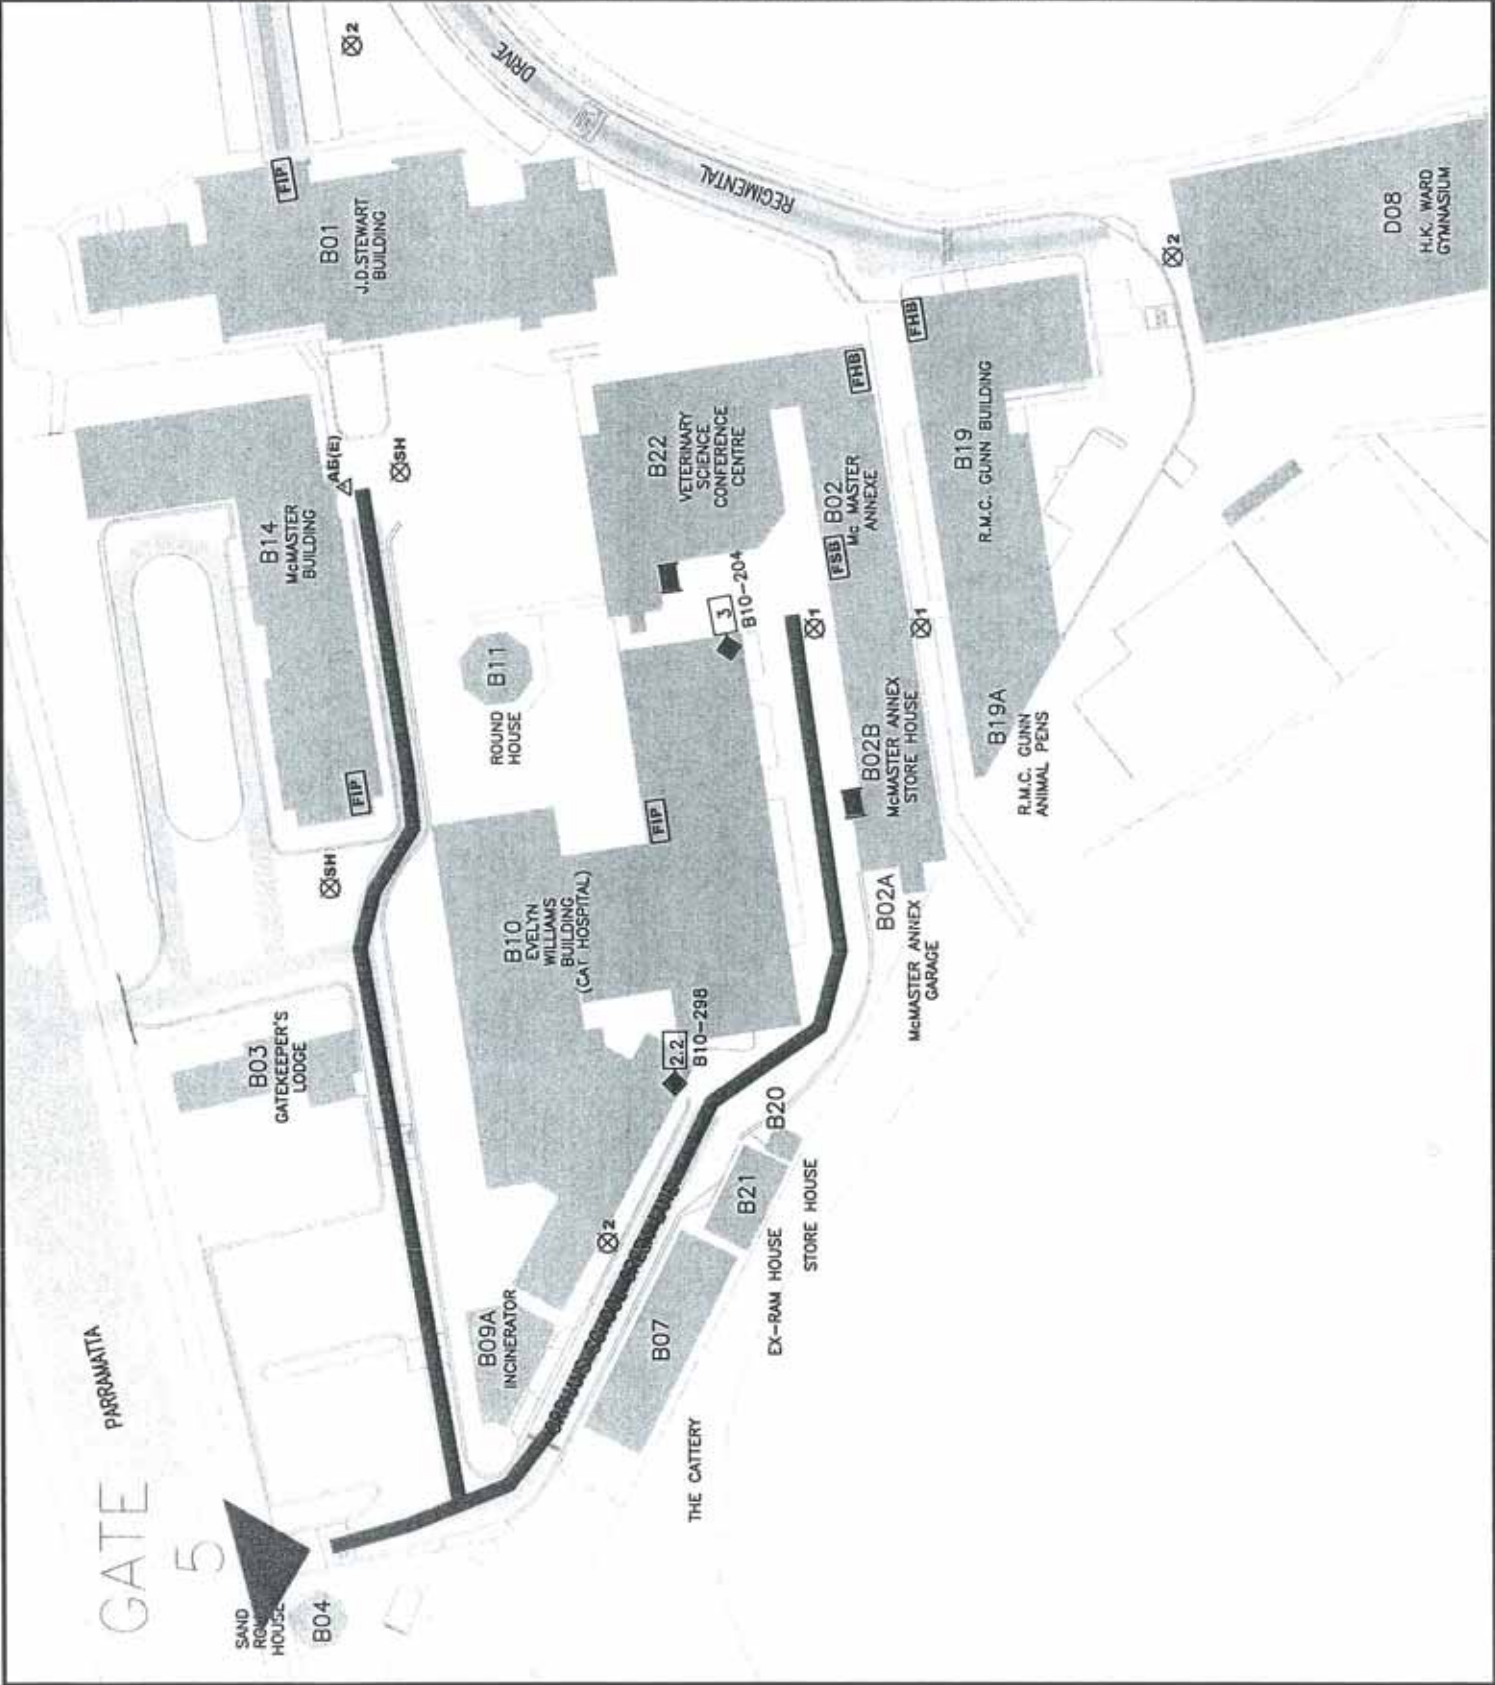 GATE
5
PARRAMATTA
SAND
HOUSE
B04
B03
GATEKEEPER'S
LODGE
B14
McMASTER
BUILDING
FIP
SH
AB(E)
SH
B01
J.D.STEWART
BUILDING
FIP
2
DRIVE
REGIMENTAL
B11
ROUND
HOUSE
B10
EVELYN
WILLIAMS
BUILDING
(CAT HOSPITAL)
FIP
2.2
B10-298
3
B10-204
B22
VETERINARY
SCIENCE
CONFERENCE
CENTRE
FHB
FSB
B02
Mc MASTER
ANNEXE
1
1
B02B
McMASTER ANNEX
STORE HOUSE
B02A
McMASTER ANNEX
GARAGE
FHB
B19
R.M.C. GUNN BUILDING
B19A
R.M.C. GUNN
ANIMAL PENS
2
D08
H.K. WARD
GYMNASIUM
B09A
INCINERATOR
2
B07
THE CATTERY
B21
EX-RAM HOUSE
B20
STORE HOUSE